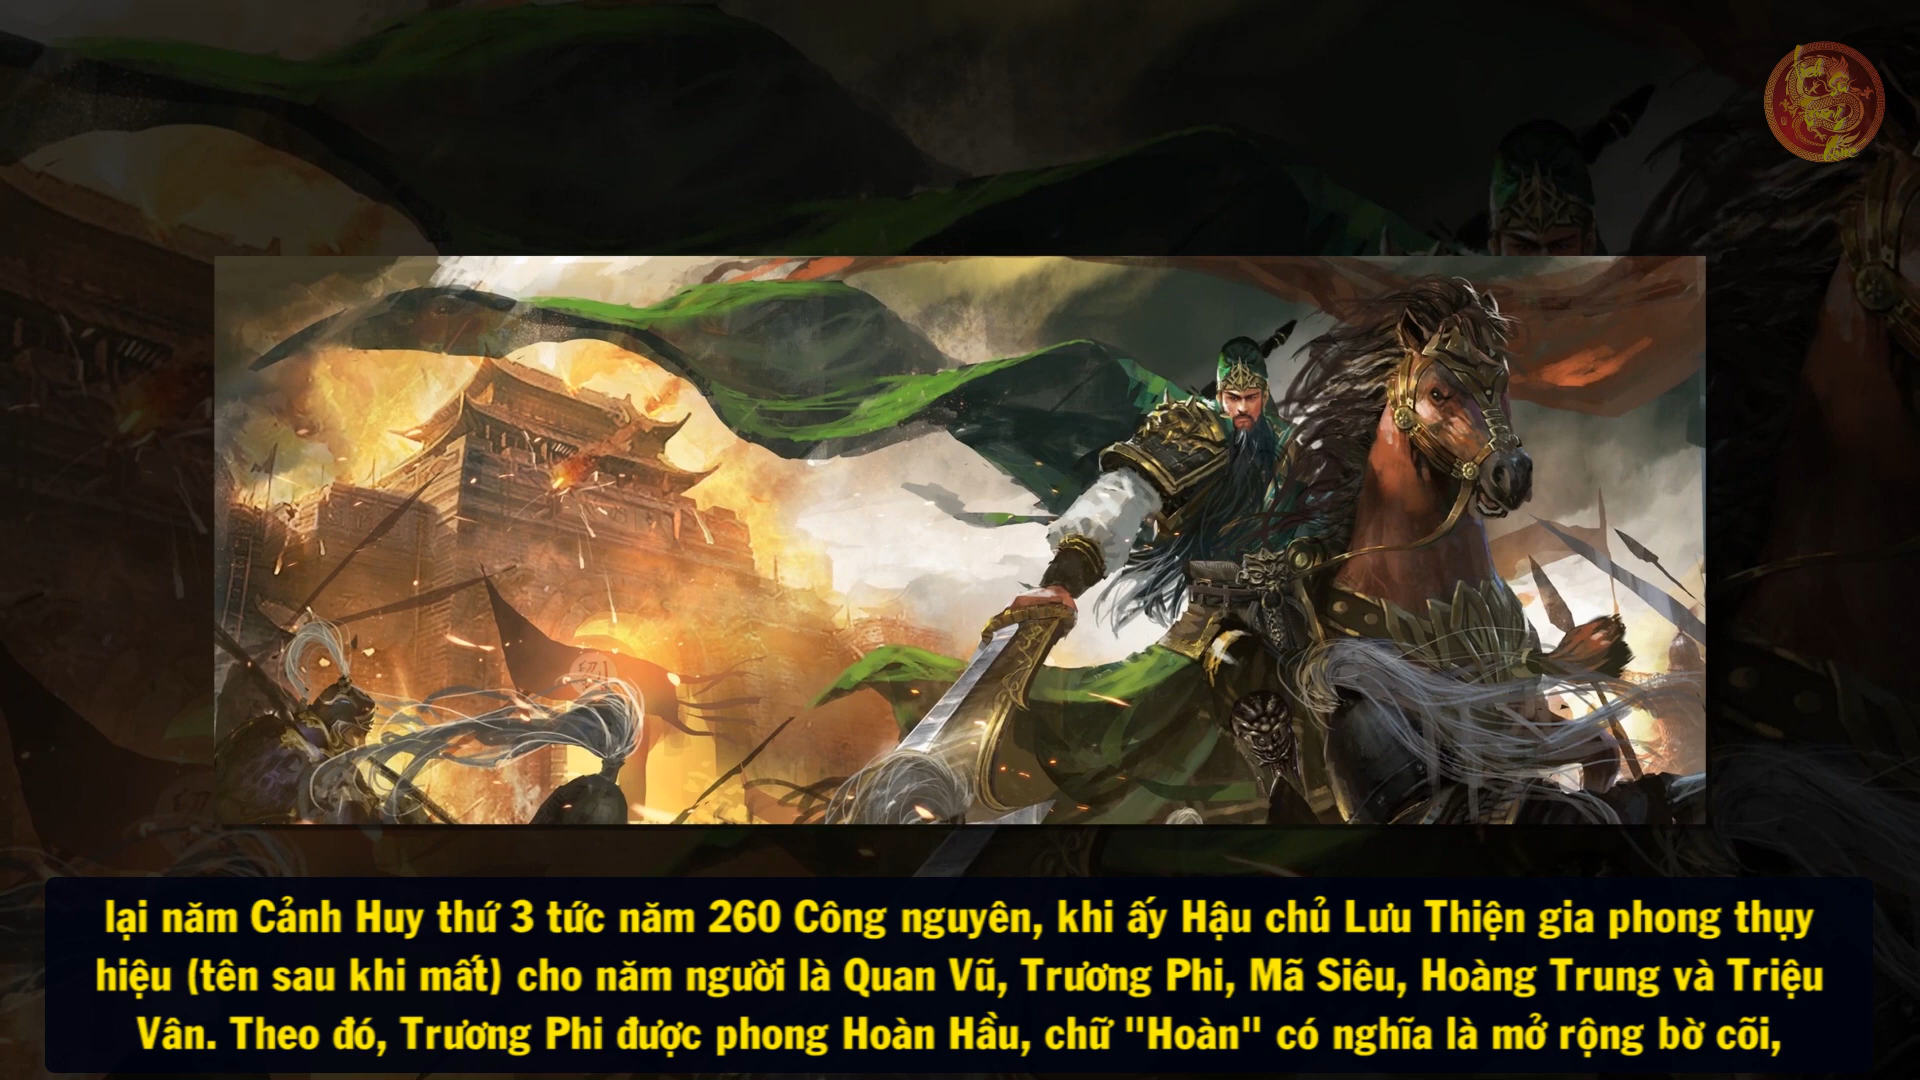 lại năm Cảnh Huy thứ 3 tức năm 260 Công nguyên, khi ấy Hậu chủ Lưu Thiện gia phong thụy
hiệu (tên sau khi mất) cho năm người là Quan Vũ, Trương Phi, Mã Siêu, Hoàng Trung và Triệu
Vân. Theo đó, Trương Phi được phong Hoàn Hầu, chữ "Hoàn" có nghĩa là mở rộng bờ cõi,